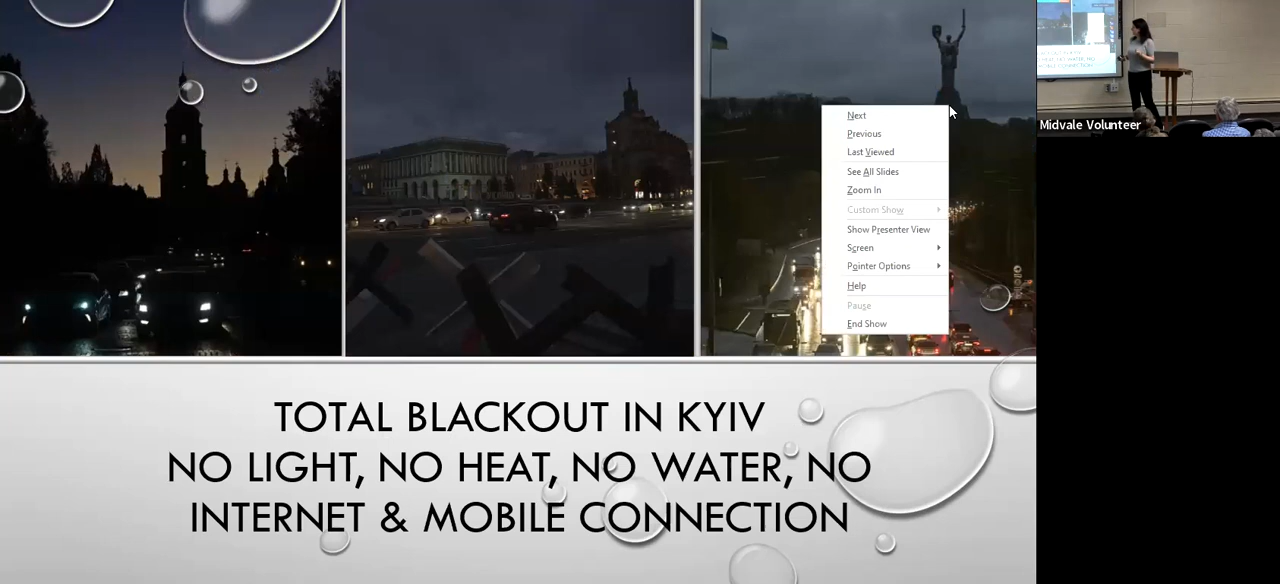 Next
Previous
Last Viewed
See All Slides
Zoom In
Custom Show
Show Presenter View
Screen
Pointer Options
Help
Pause
End Show
Midvale Volunteer
TOTAL BLACKOUT IN KYIV
NO LIGHT, NO HEAT, NO WATER, NO
INTERNET & MOBILE CONNECTION